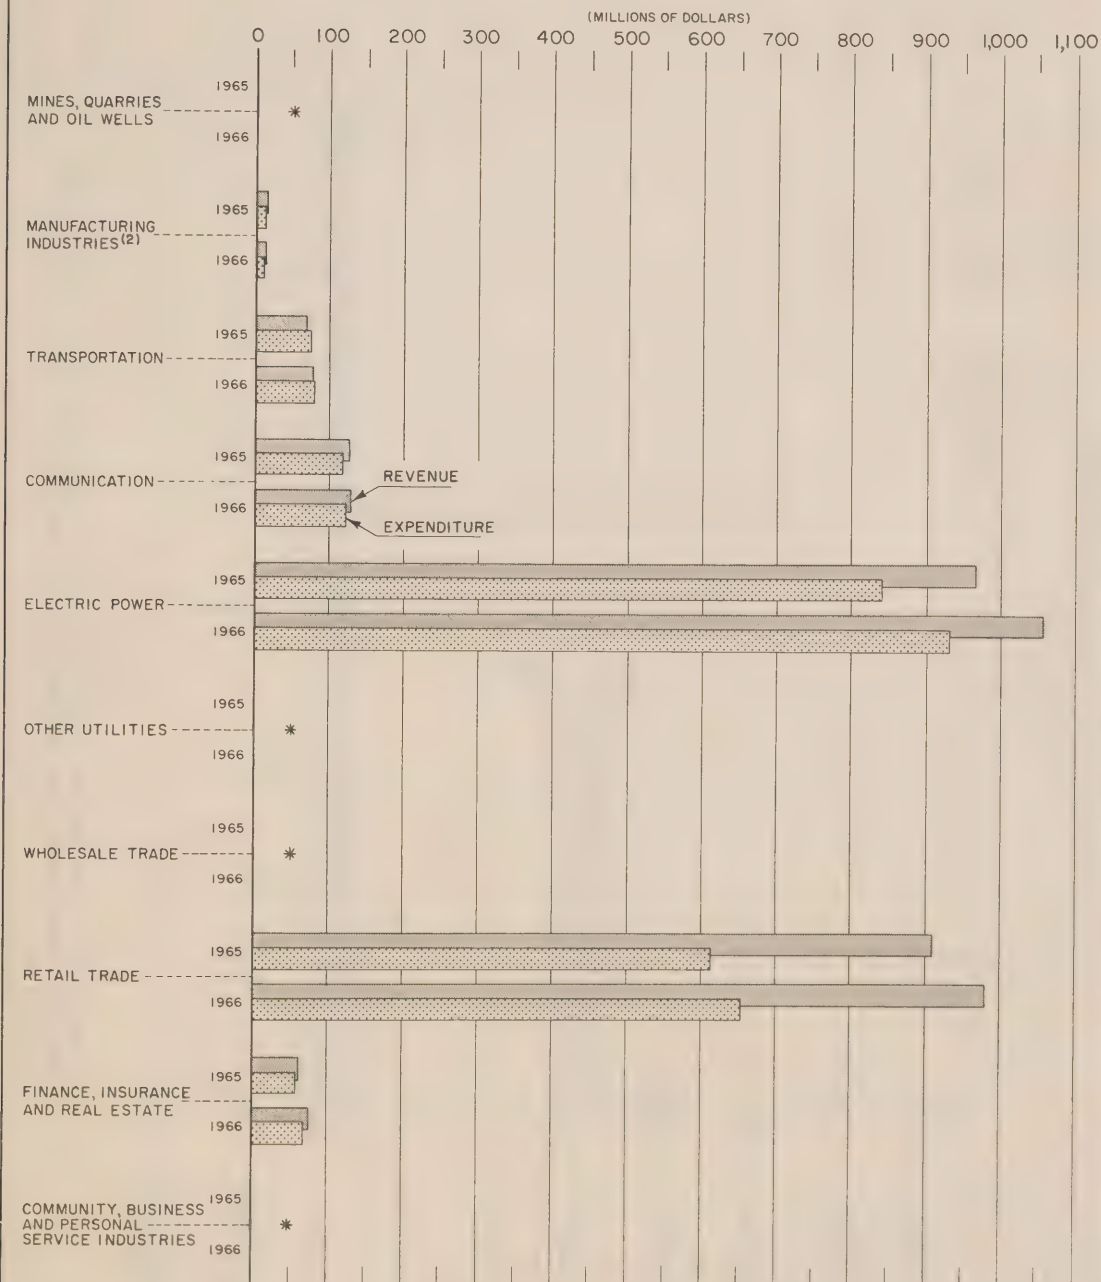 (MILLIONS OF DOLLARS)
0 100 200 300 400 500 600 700 800 900 1,000 1,100
1965
MINES, QUARRIES
AND OIL WELLS
*
1966
1965
MANUFACTURING
INDUSTRIES(2)
1966
1965
TRANSPORTATION
1966
1965
COMMUNICATION
1966
REVENUE
EXPENDITURE
1965
ELECTRIC POWER
1966
1965
OTHER UTILITIES
*
1966
1965
WHOLESALE TRADE
*
1966
1965
RETAIL TRADE
1966
1965
FINANCE, INSURANCE
AND REAL ESTATE
1966
1965
COMMUNITY, BUSINESS
AND PERSONAL
SERVICE INDUSTRIES
*
1966